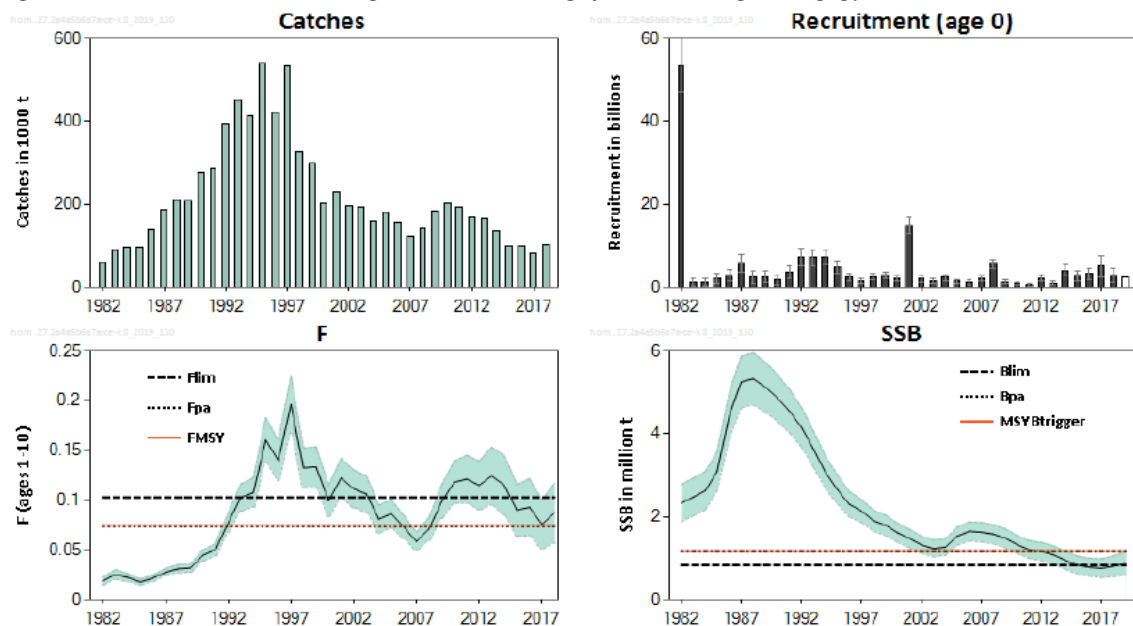 Catches
Catches in 1000 t
600
400
200
0
1982 1987 1992 1997 2002 2007 2012 2017
Recruitment (age 0)
Recruitment in billions
60
40
20
0
1982 1987 1992 1997 2002 2007 2012 2017
F
F (ages 1-10)
0.25
0.2
0.15
0.1
0.05
0
Flim
Fpa
FMSY
1982 1987 1992 1997 2002 2007 2012 2017
SSB
SSB in million t
6
4
2
0
Blim
Bpa
MSYBtrigger
1982 1987 1992 1997 2002 2007 2012 2017